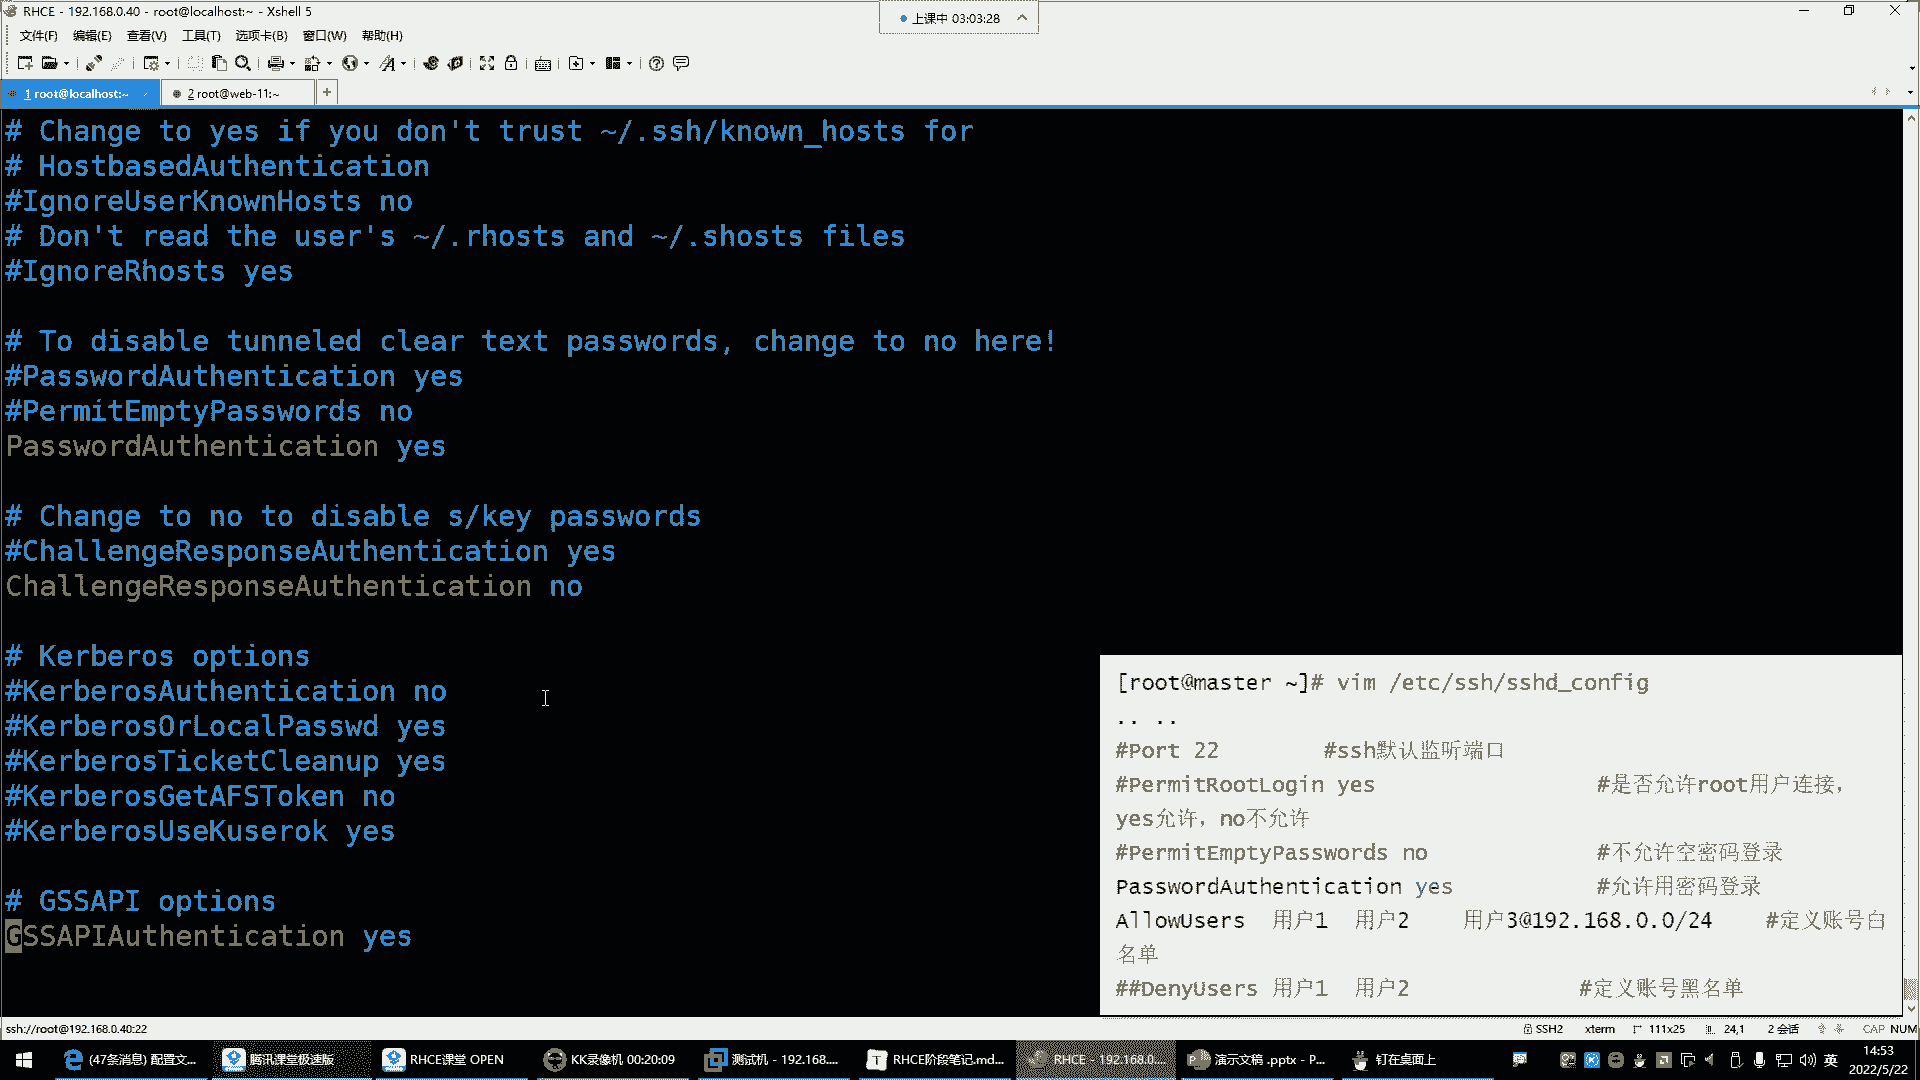 RHCE - 192.168.0.40 - root@localhost:~ - Xshell 5
上课中 03:03:28
文件(F) 编辑(E) 查看(V) 工具(T) 选项卡(B) 窗口(W) 帮助(H)
1 root@localhost:~
2 root@web-11:~
# Change to yes if you don't trust ~/.ssh/known_hosts for
# HostbasedAuthentication
#IgnoreUserKnownHosts no
# Don't read the user's ~/.rhosts and ~/.shosts files
#IgnoreRhosts yes
# To disable tunneled clear text passwords, change to no here!
#PasswordAuthentication yes
#PermitEmptyPasswords no
PasswordAuthentication yes
# Change to no to disable s/key passwords
#ChallengeResponseAuthentication yes
ChallengeResponseAuthentication no
# Kerberos options
#KerberosAuthentication no
#KerberosOrLocalPasswd yes
#KerberosTicketCleanup yes
#KerberosGetAFSToken no
#KerberosUseKuserok yes
# GSSAPI options
GSSAPIAuthentication yes
[root@master ~]# vim /etc/ssh/sshd_config
.. ..
#Port 22 #ssh默认监听端口
#PermitRootLogin yes #是否允许root用户连接，
yes允许，no不允许
#PermitEmptyPasswords no #不允许空密码登录
PasswordAuthentication yes #允许用密码登录
AllowUsers 用户1 用户2 用户3@192.168.0.0/24 #定义账号白
名单
##DenyUsers 用户1 用户2 #定义账号黑名单
ssh://root@192.168.0.40:22
SSH2 xterm 111x25 24,1 2 会话 CAP NUM
(47条消息) 配置文...
腾讯课堂极速版
RHCE课堂 OPEN
KK录像机 00:20:09
测试机 - 192.168....
RHCE阶段笔记.md...
RHCE - 192.168.0....
演示文稿 .pptx - P...
钉在桌面上
英
14:53
2022/5/22